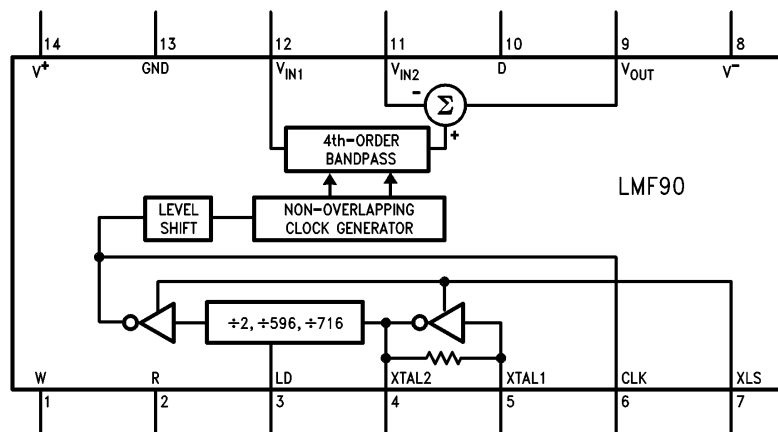 14 13 12 11 10 9 8
V+ GND VIN1 VIN2 D VOUT V-
- Σ
+
4th-ORDER
BANDPASS
LMF90
LEVEL
SHIFT
NON-OVERLAPPING
CLOCK GENERATOR
÷2, ÷596, ÷716
W R LD XTAL2 XTAL1 CLK XLS
1 2 3 4 5 6 7